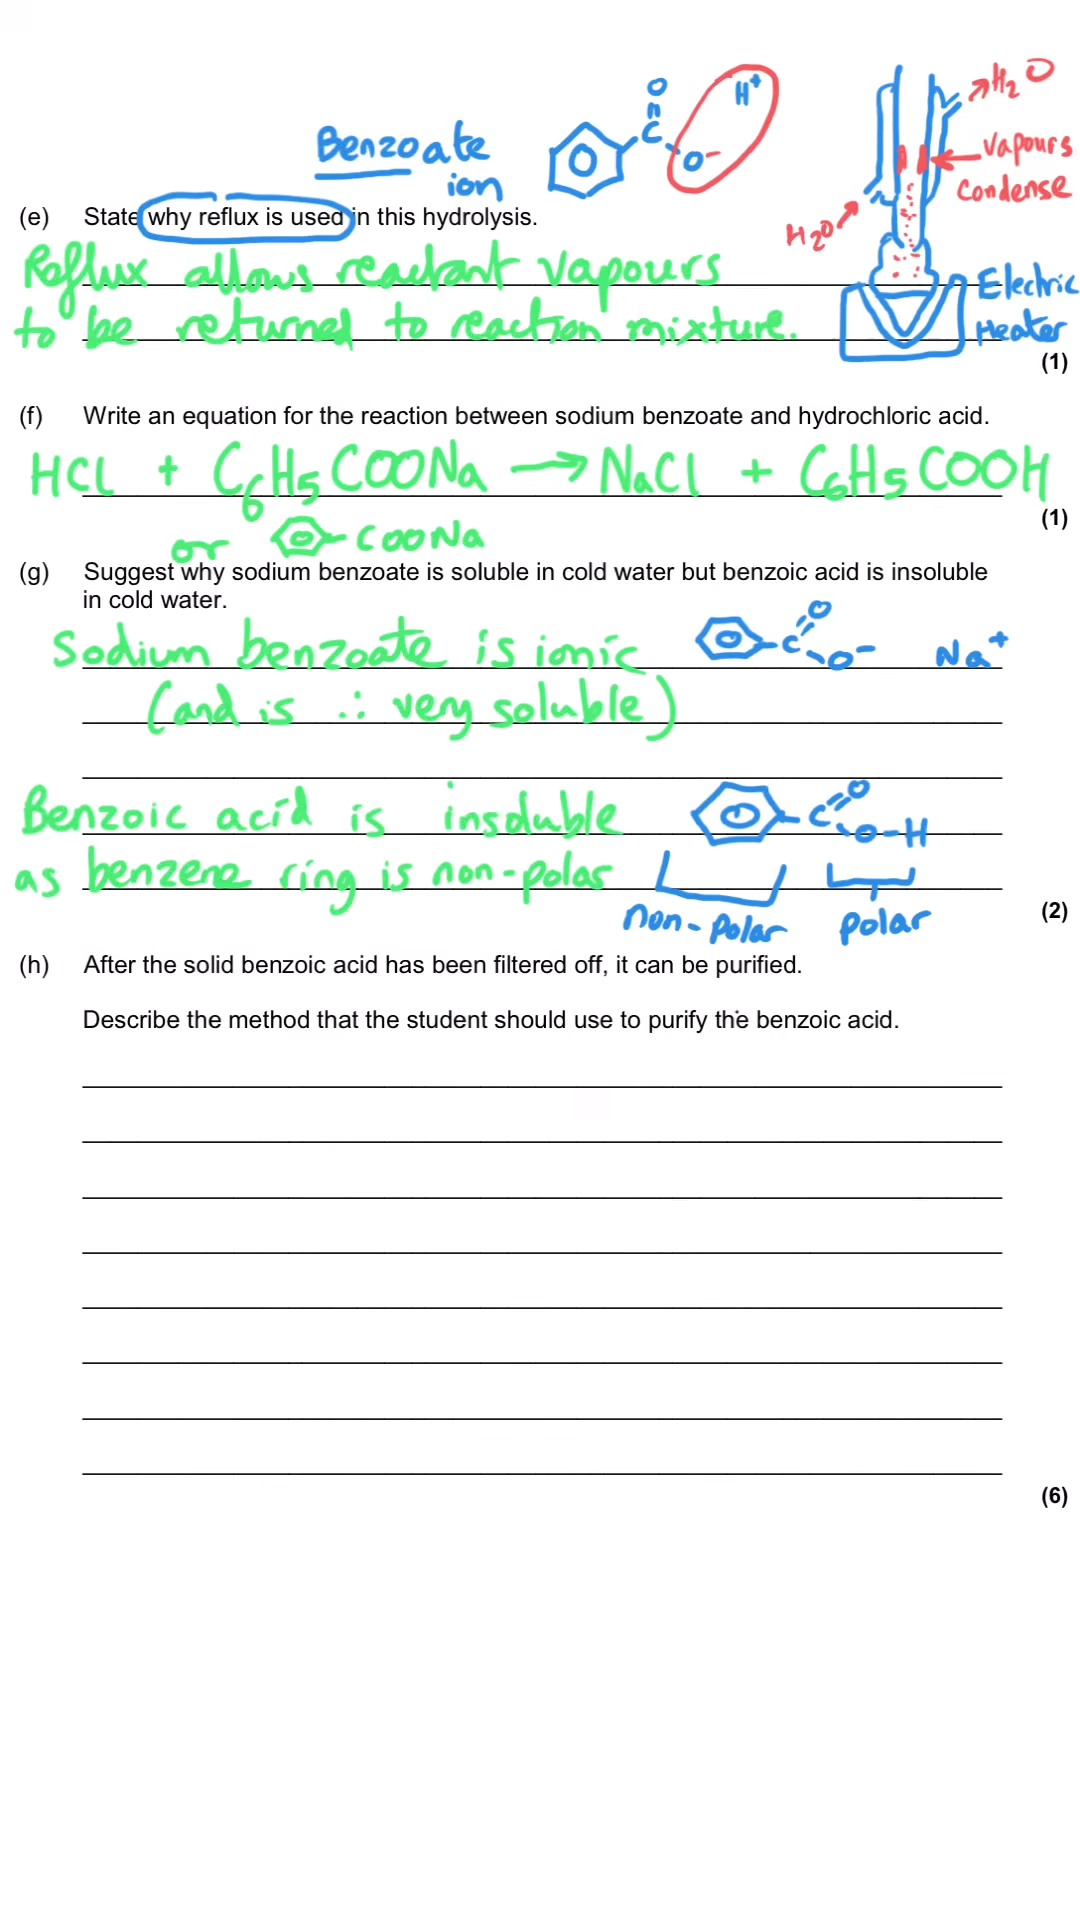 Benzoate
ion
O
C
O-
H+
H2O
Vapours
Condense
H2O
Electric
Heater
(e) State why reflux is used in this hydrolysis.
Reflux allows reactant vapours
to be returned to reaction mixture.
(1)
(f) Write an equation for the reaction between sodium benzoate and hydrochloric acid.
HCl + C6H5COONa → NaCl + C6H5COOH
(1)
or COONa
(g) Suggest why sodium benzoate is soluble in cold water but benzoic acid is insoluble
in cold water.
Sodium benzoate is ionic
C O O- Na+
(and is ∴ very soluble)
Benzoic acid is insoluble
C O O-H
as benzene ring is non-polar
non-polar polar
(2)
(h) After the solid benzoic acid has been filtered off, it can be purified.
Describe the method that the student should use to purify the benzoic acid.
(6)